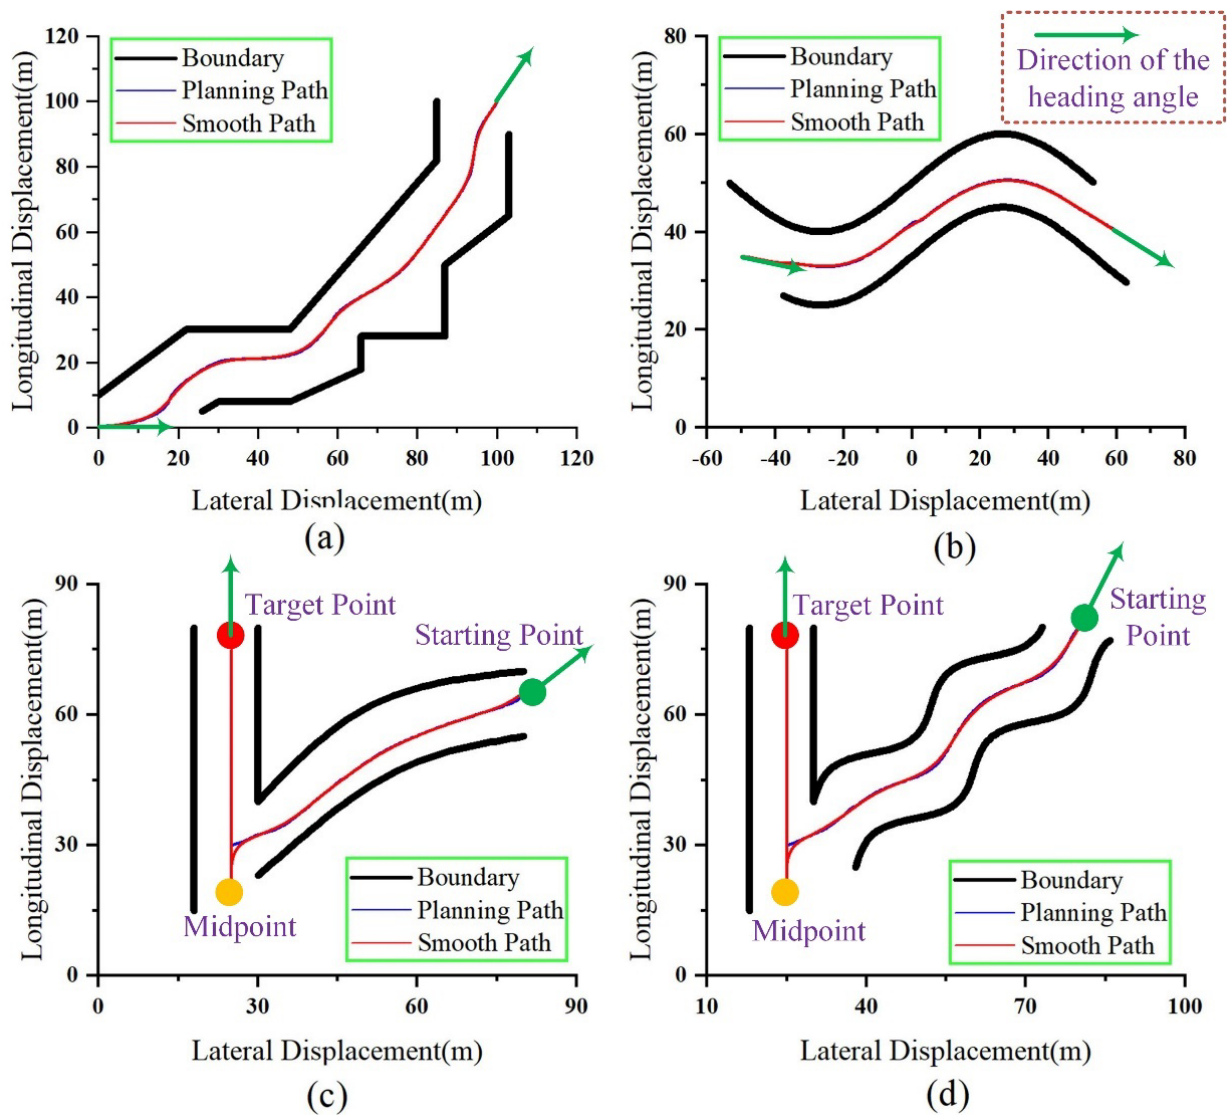 120
100
80
60
40
20
0
Longitudinal Displacement(m)
Boundary
Planning Path
Smooth Path
0 20 40 60 80 100 120
Lateral Displacement(m)
(a)
80
60
40
20
0
Longitudinal Displacement(m)
Boundary
Planning Path
Smooth Path
Direction of the
heading angle
-60 -40 -20 0 20 40 60 80
Lateral Displacement(m)
(b)
90
60
30
0
Longitudinal Displacement(m)
Target Point
Starting Point
Midpoint
Boundary
Planning Path
Smooth Path
0 30 60 90
Lateral Displacement(m)
(c)
90
60
30
0
Longitudinal Displacement(m)
Target Point
Starting
Point
Midpoint
Boundary
Planning Path
Smooth Path
10 40 70 100
Lateral Displacement(m)
(d)